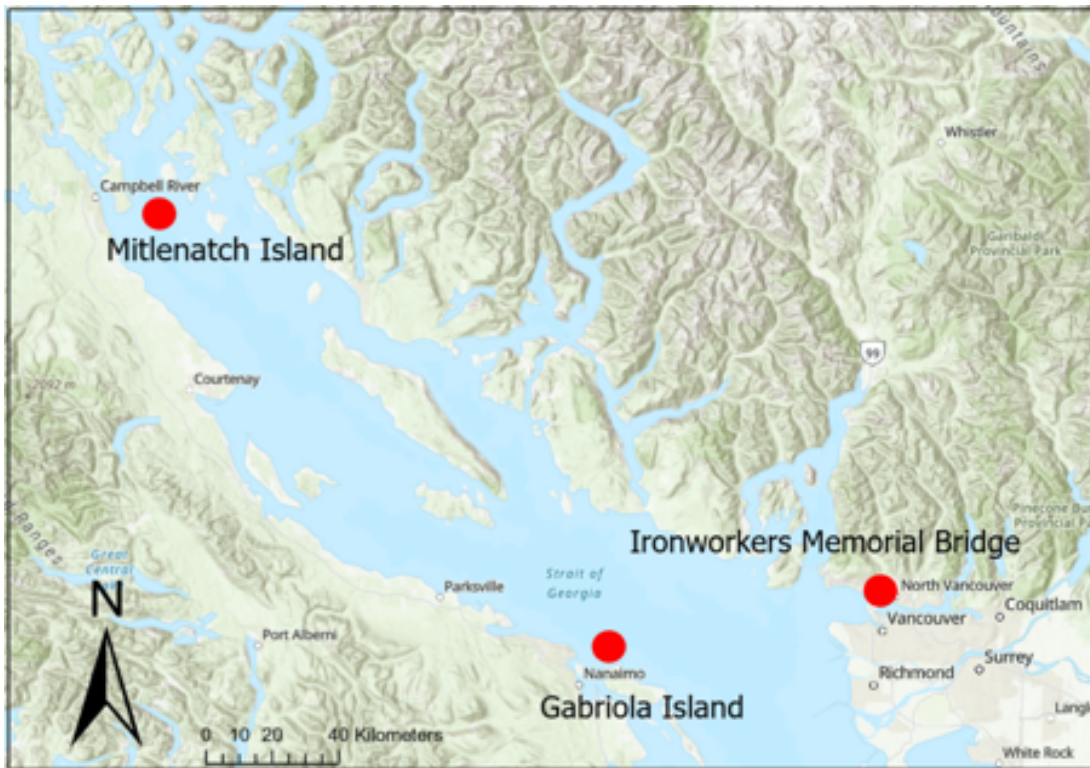 Mountains
Whistler
Campbell River
Mitlenatch Island
Garibaldi
Provincial Park
99
2092 m
Courtenay
Ironworkers Memorial Bridge
Provincial
Ranges
Great
Central
Strait of
Georgia
Parksville
North Vancouver
Coquitlam
Vancouver
N
Port Alberni
Surrey
Nanaimo
Richmond
Gabriola Island
0 10 20 40 Kilometers
White Rock